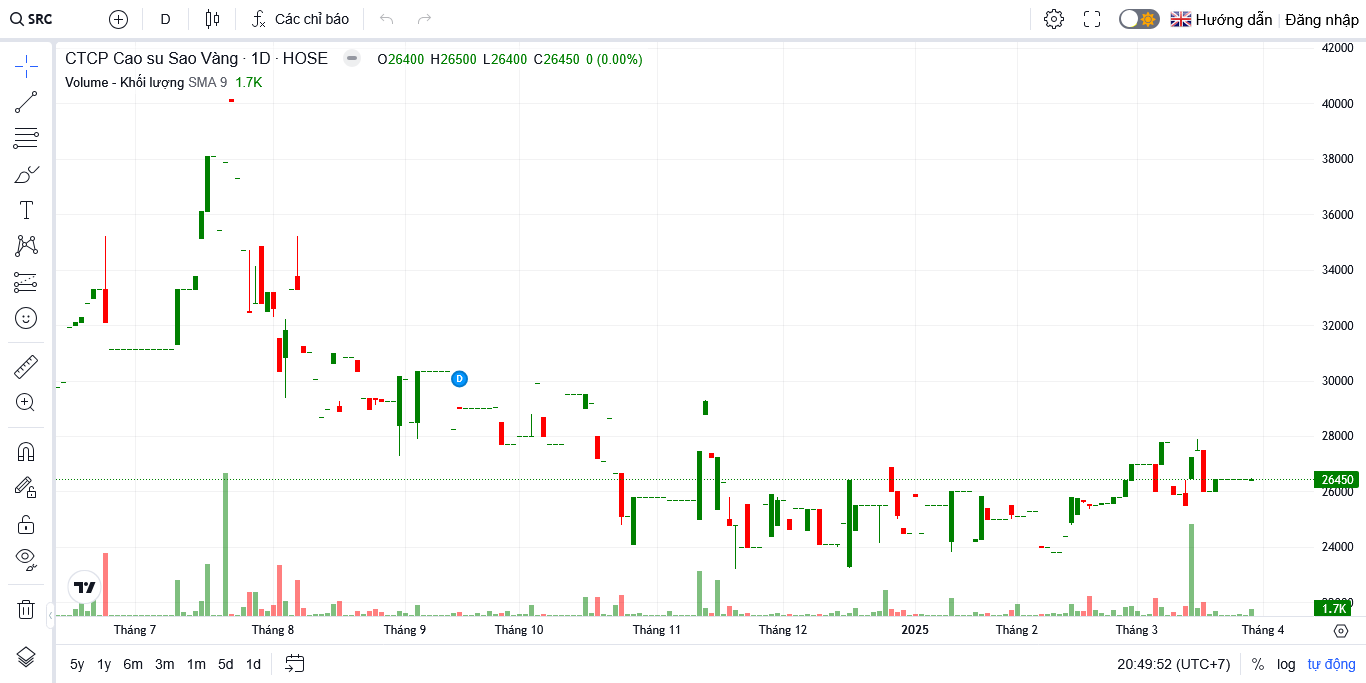 SRC D Các chỉ báo Hướng dẫn Đăng nhập
CTCP Cao su Sao Vàng · 1D · HOSE O26400 H26500 L26400 C26450 0 (0.00%)
Volume - Khối lượng SMA 9 1.7K
42000
40000
38000
36000
34000
32000
30000
D
28000
26450
26000
24000
1.7K
Tháng 7 Tháng 8 Tháng 9 Tháng 10 Tháng 11 Tháng 12 2025 Tháng 2 Tháng 3 Tháng 4
5y 1y 6m 3m 1m 5d 1d 20:49:52 (UTC+7) % log tự động